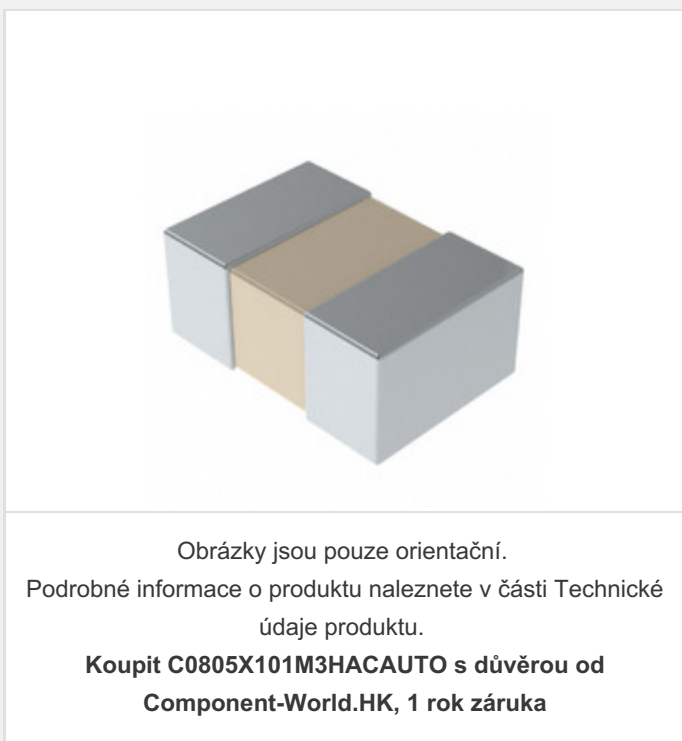 Obrázky jsou pouze orientační.
Podrobné informace o produktu naleznete v části Technické
údaje produktu.
Koupit C0805X101M3HACAUTO s důvěrou od
Component-World.HK, 1 rok záruka